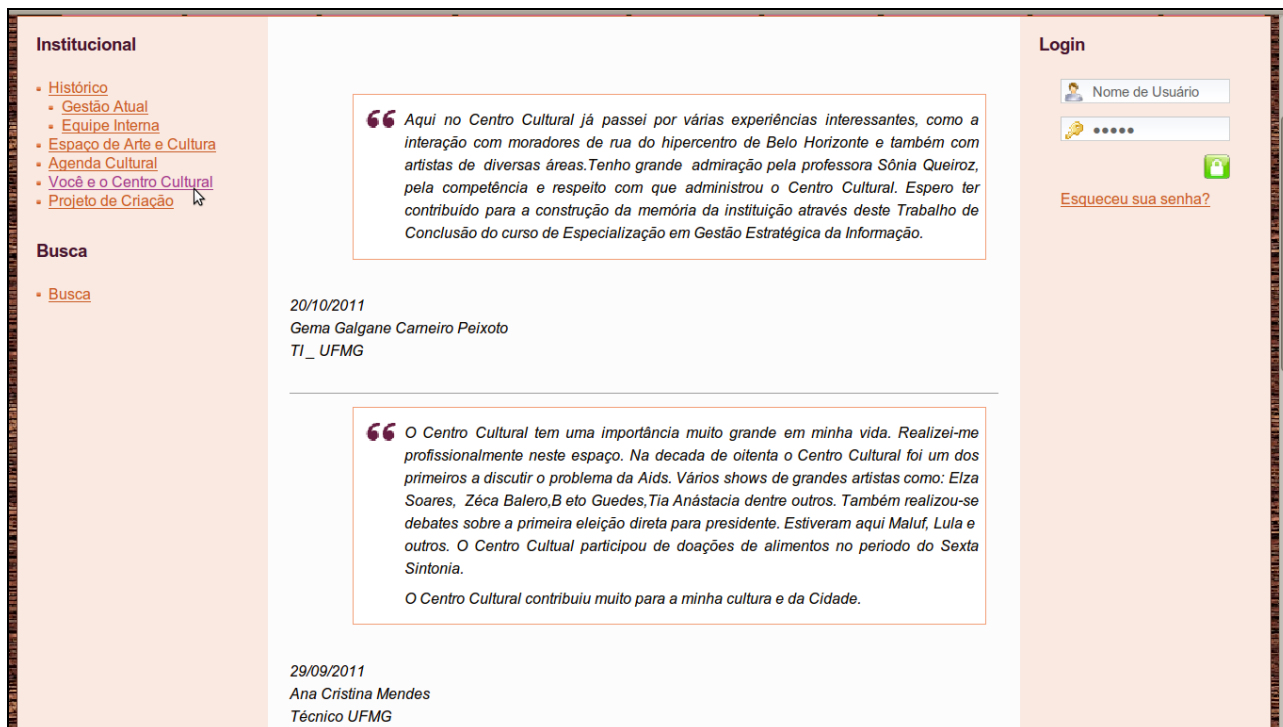 Institucional
Histórico
Gestão Atual
Equipe Interna
Espaço de Arte e Cultura
Agenda Cultural
Você e o Centro Cultural
Projeto de Criação
Busca
Busca
Aqui no Centro Cultural já passei por várias experiências interessantes, como a
interação com moradores de rua do hipercentro de Belo Horizonte e também com
artistas de diversas áreas.Tenho grande admiração pela professora Sônia Queiroz,
pela competência e respeito com que administrou o Centro Cultural. Espero ter
contribuído para a construção da memória da instituição através deste Trabalho de
Conclusão do curso de Especialização em Gestão Estratégica da Informação.
20/10/2011
Gema Galgane Carneiro Peixoto
TI _ UFMG
O Centro Cultural tem uma importância muito grande em minha vida. Realizei-me
profissionalmente neste espaço. Na decada de oitenta o Centro Cultural foi um dos
primeiros a discutir o problema da Aids. Vários shows de grandes artistas como: Elza
Soares, Zéca Balero,B eto Guedes,Tia Anástacia dentre outros. Também realizou-se
debates sobre a primeira eleição direta para presidente. Estiveram aqui Maluf, Lula e
outros. O Centro Cultual participou de doações de alimentos no periodo do Sexta
Sintonia.
O Centro Cultural contribuiu muito para a minha cultura e da Cidade.
29/09/2011
Ana Cristina Mendes
Técnico UFMG
Login
Nome de Usuário
•••••
Esqueceu sua senha?